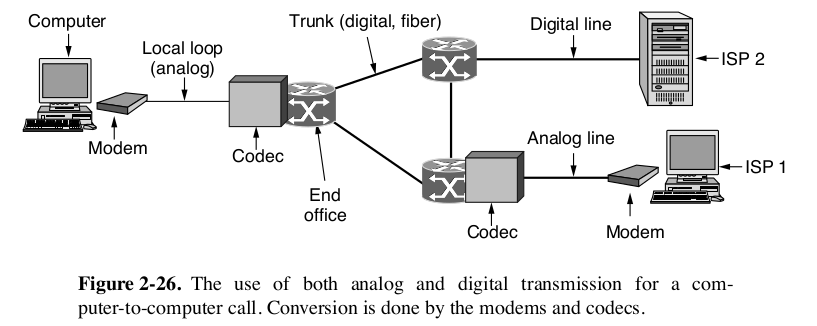 Computer
Trunk (digital, fiber)
Digital line
Local loop
(analog)
ISP 2
Modem
Codec
Analog line
ISP 1
End
office
Codec
Modem
Figure 2-26. The use of both analog and digital transmission for a com-
puter-to-computer call. Conversion is done by the modems and codecs.